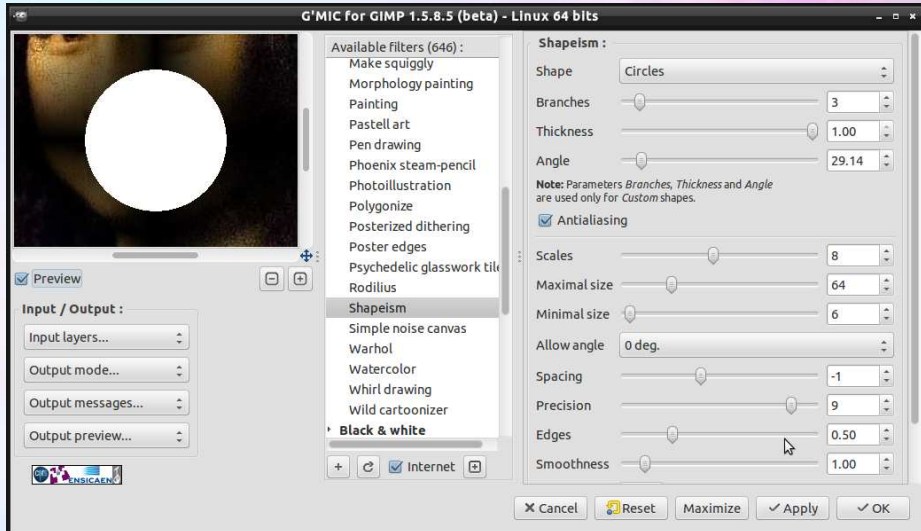 G'MIC for GIMP 1.5.8.5 (beta) - Linux 64 bits
Preview
Input / Output :
Input layers...
Output mode...
Output messages...
Output preview...
ENSICAEN
Available filters (646) :
Make squiggly
Morphology painting
Painting
Pastell art
Pen drawing
Phoenix steam-pencil
Photoillustration
Polygonize
Posterized dithering
Poster edges
Psychedelic glasswork tile
Rodilius
Shapeism
Simple noise canvas
Warhol
Watercolor
Whirl drawing
Wild cartoonizer
Black & white
Internet
Shapeism :
Shape Circles
Branches 3
Thickness 1.00
Angle 29.14
Note: Parameters Branches, Thickness and Angle
are used only for Custom shapes.
Antialiasing
Scales 8
Maximal size 64
Minimal size 6
Allow angle 0 deg.
Spacing -1
Precision 9
Edges 0.50
Smoothness 1.00
Cancel Reset Maximize Apply OK